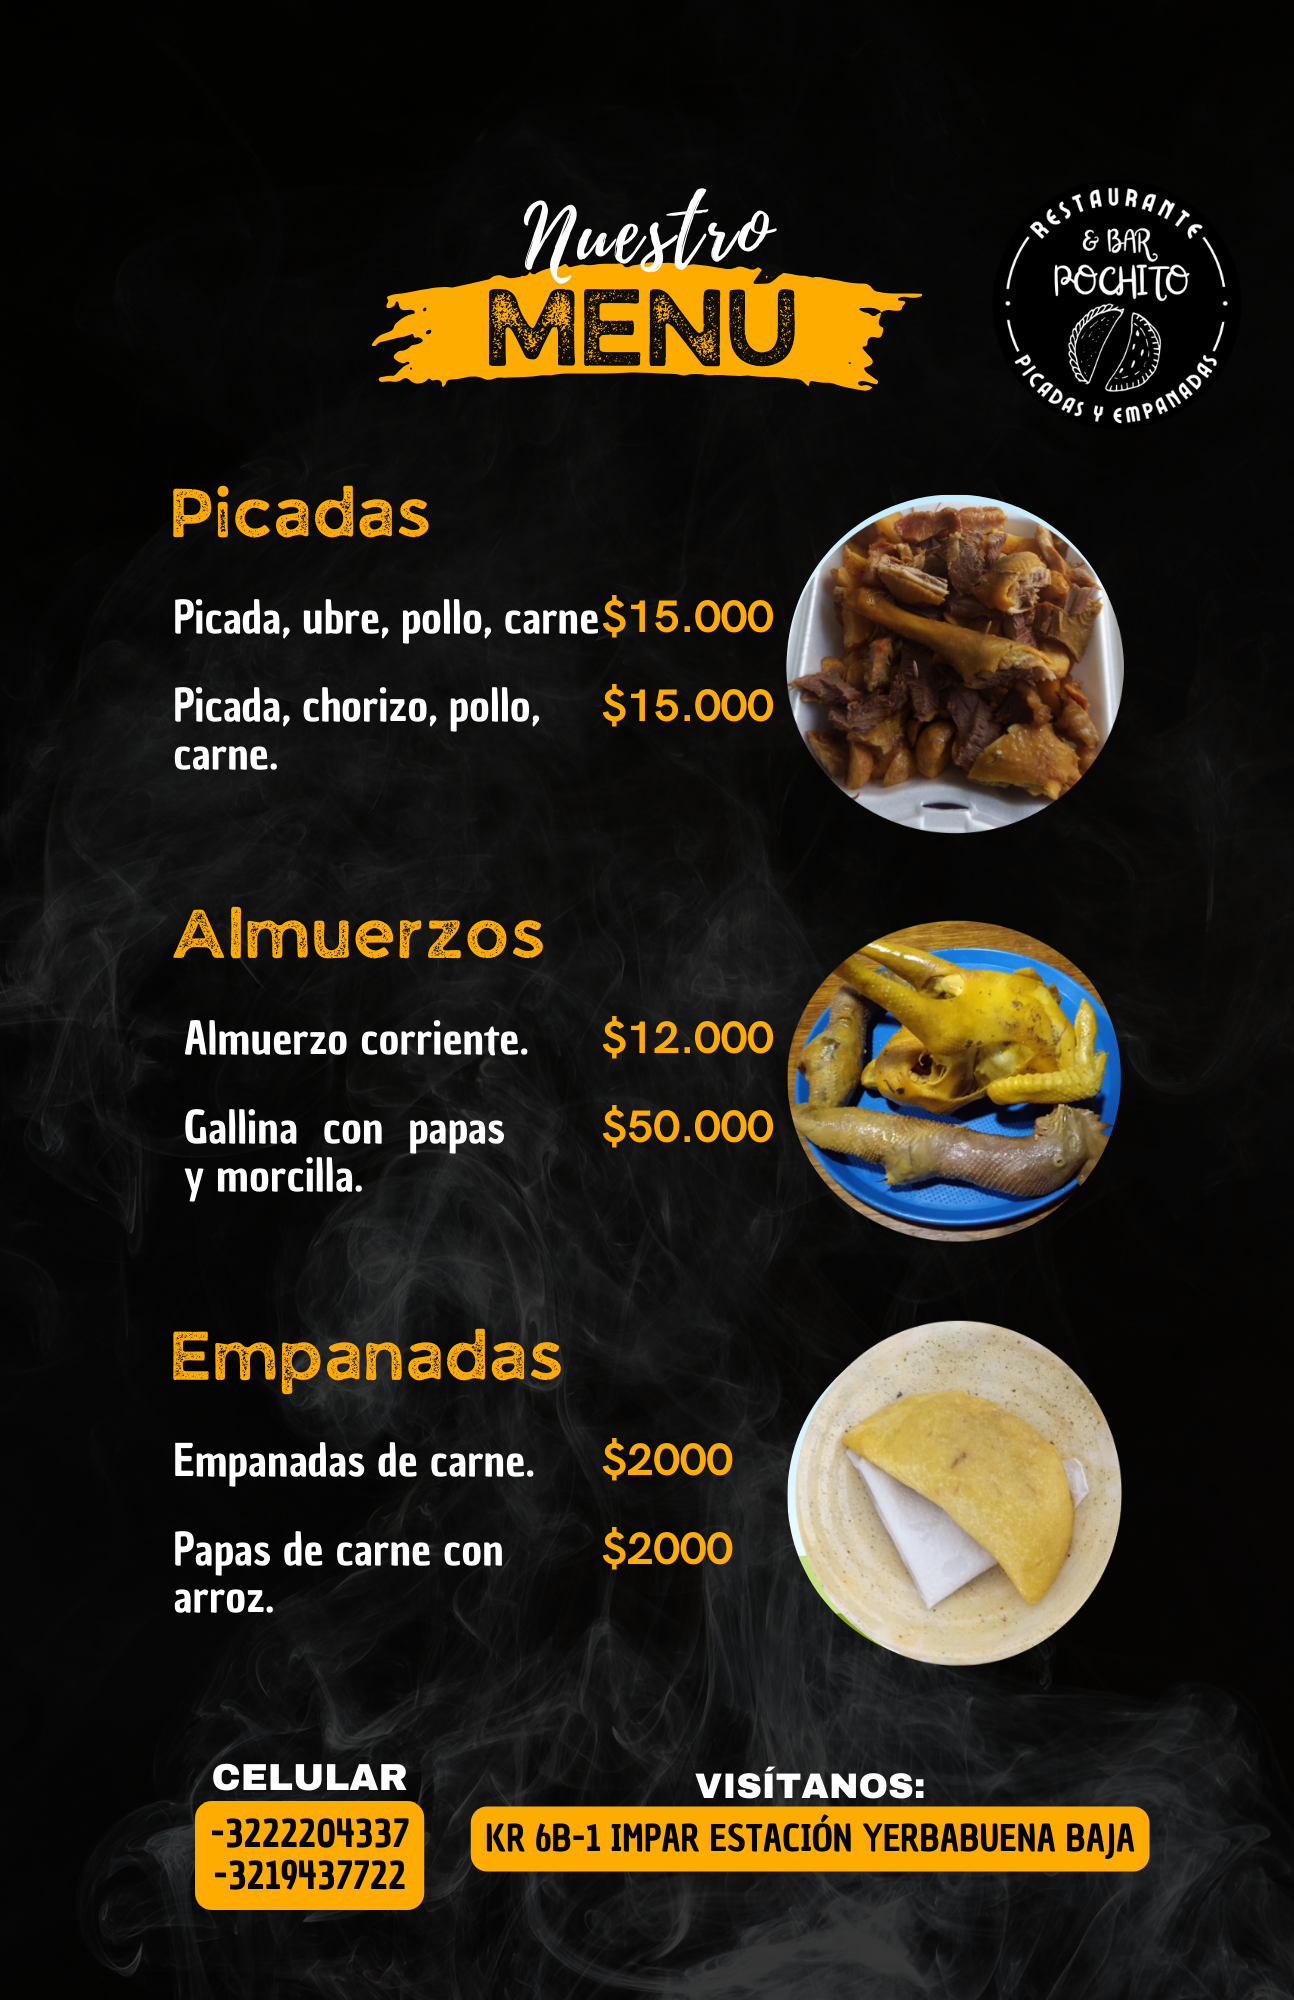 Nuestro
MENÚ
RESTAURANTE
& BAR
POCHITO
PICADAS Y EMPANADAS
Picadas
Picada, ubre, pollo, carne $15.000
Picada, chorizo, pollo, $15.000
carne.
Almuerzos
Almuerzo corriente. $12.000
Gallina con papas $50.000
y morcilla.
Empanadas
Empanadas de carne. $2000
Papas de carne con $2000
arroz.
CELULAR
-3222204337
-3219437722
VISÍTANOS:
KR 6B-1 IMPAR ESTACIÓN YERBABUENA BAJA